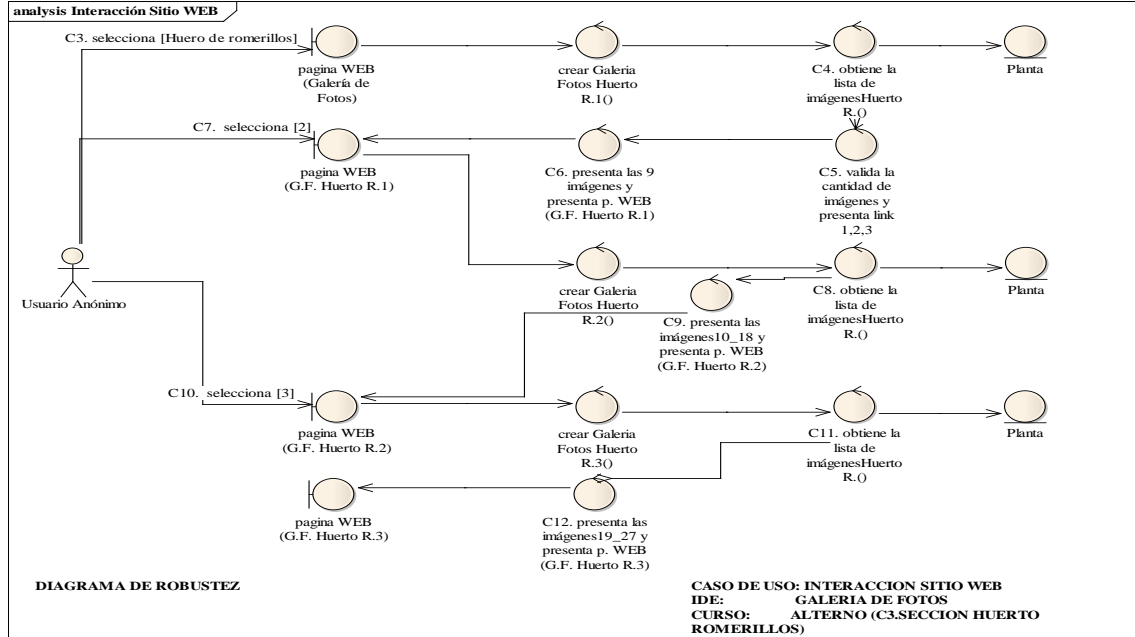 analysis Interacción Sitio WEB
C3. selecciona [Huero de romerillos]
pagina WEB
(Galería de
Fotos)
crear Galeria
Fotos Huerto
R.1()
C4. obtiene la
lista de
imágenesHuerto
R.()
Planta
C7. selecciona [2]
pagina WEB
(G.F. Huerto R.1)
C6. presenta las 9
imágenes y
presenta p. WEB
(G.F. Huerto R.1)
C5. valida la
cantidad de
imágenes y
presenta link
1,2,3
Usuario Anónimo
crear Galeria
Fotos Huerto
R.2()
C9. presenta las
imágenes10_18 y
presenta p. WEB
(G.F. Huerto R.2)
C8. obtiene la
lista de
imágenesHuerto
R.()
Planta
C10. selecciona [3]
pagina WEB
(G.F. Huerto R.2)
crear Galeria
Fotos Huerto
R.3()
C11. obtiene la
lista de
imágenesHuerto
R.()
Planta
pagina WEB
(G.F. Huerto R.3)
C12. presenta las
imágenes19_27 y
presenta p. WEB
(G.F. Huerto R.3)
DIAGRAMA DE ROBUSTEZ
CASO DE USO: INTERACCION SITIO WEB
IDE: GALERIA DE FOTOS
CURSO: ALTERNO (C3.SECCION HUERTO
ROMERILLOS)